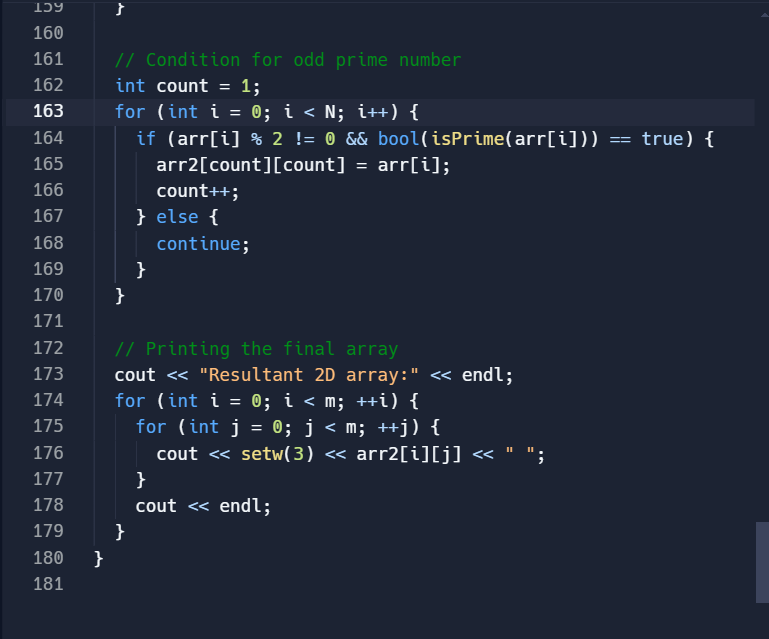 159     }
160
161     // Condition for odd prime number
162     int count = 1;
163     for (int i = 0; i < N; i++) {
164       if (arr[i] % 2 != 0 && bool(isPrime(arr[i])) == true) {
165         arr2[count][count] = arr[i];
166         count++;
167       } else {
168         continue;
169       }
170     }
171
172     // Printing the final array
173     cout << "Resultant 2D array:" << endl;
174     for (int i = 0; i < m; ++i) {
175       for (int j = 0; j < m; ++j) {
176         cout << setw(3) << arr2[i][j] << " ";
177       }
178       cout << endl;
179     }
180   }
181